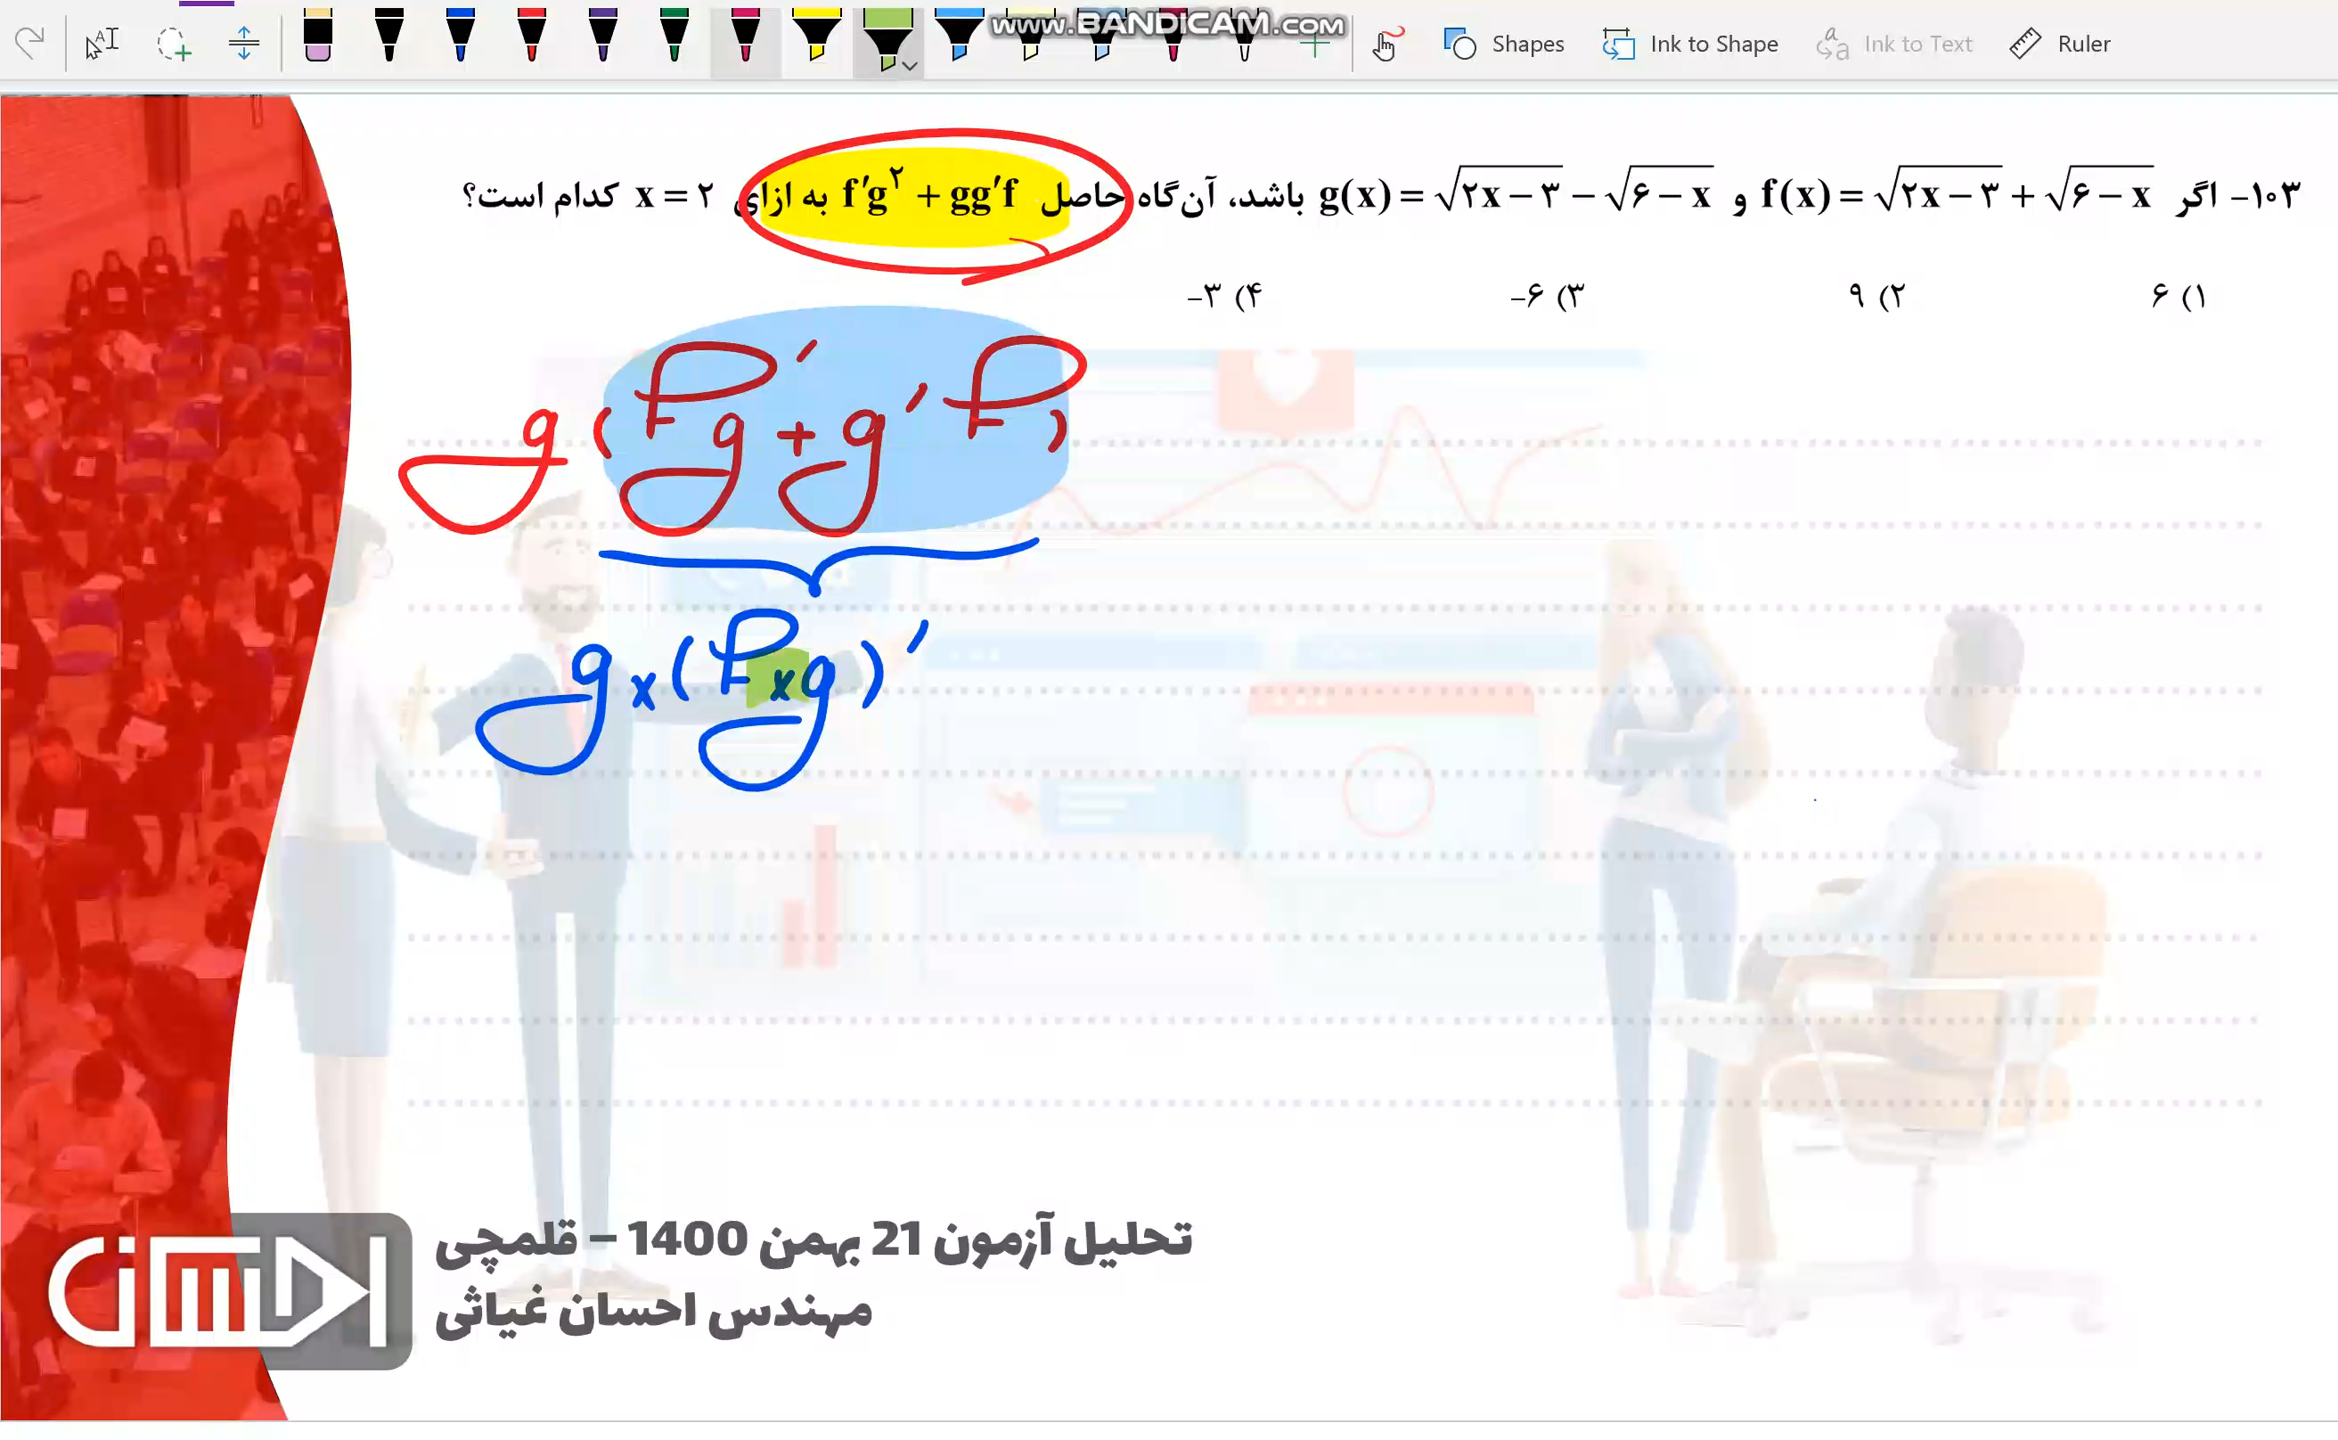 www.BANDICAM.com
Shapes Ink to Shape Ink to Text Ruler
۱۰۳- اگر f(x) = √(۲x − ۳) + √(۶ − x) و g(x) = √(۲x − ۳) − √(۶ − x) باشد، آن‌گاه حاصل f′g² + gg′f به ازای x = ۲ کدام است؟
۱) ۶ ۲) ۹ ۳) −۶ ۴) −۳
g(f′g + g′f)
g×(f×g)′
تحلیل آزمون 21 بهمن 1400 – قلمچی
مهندس احسان غیاثی